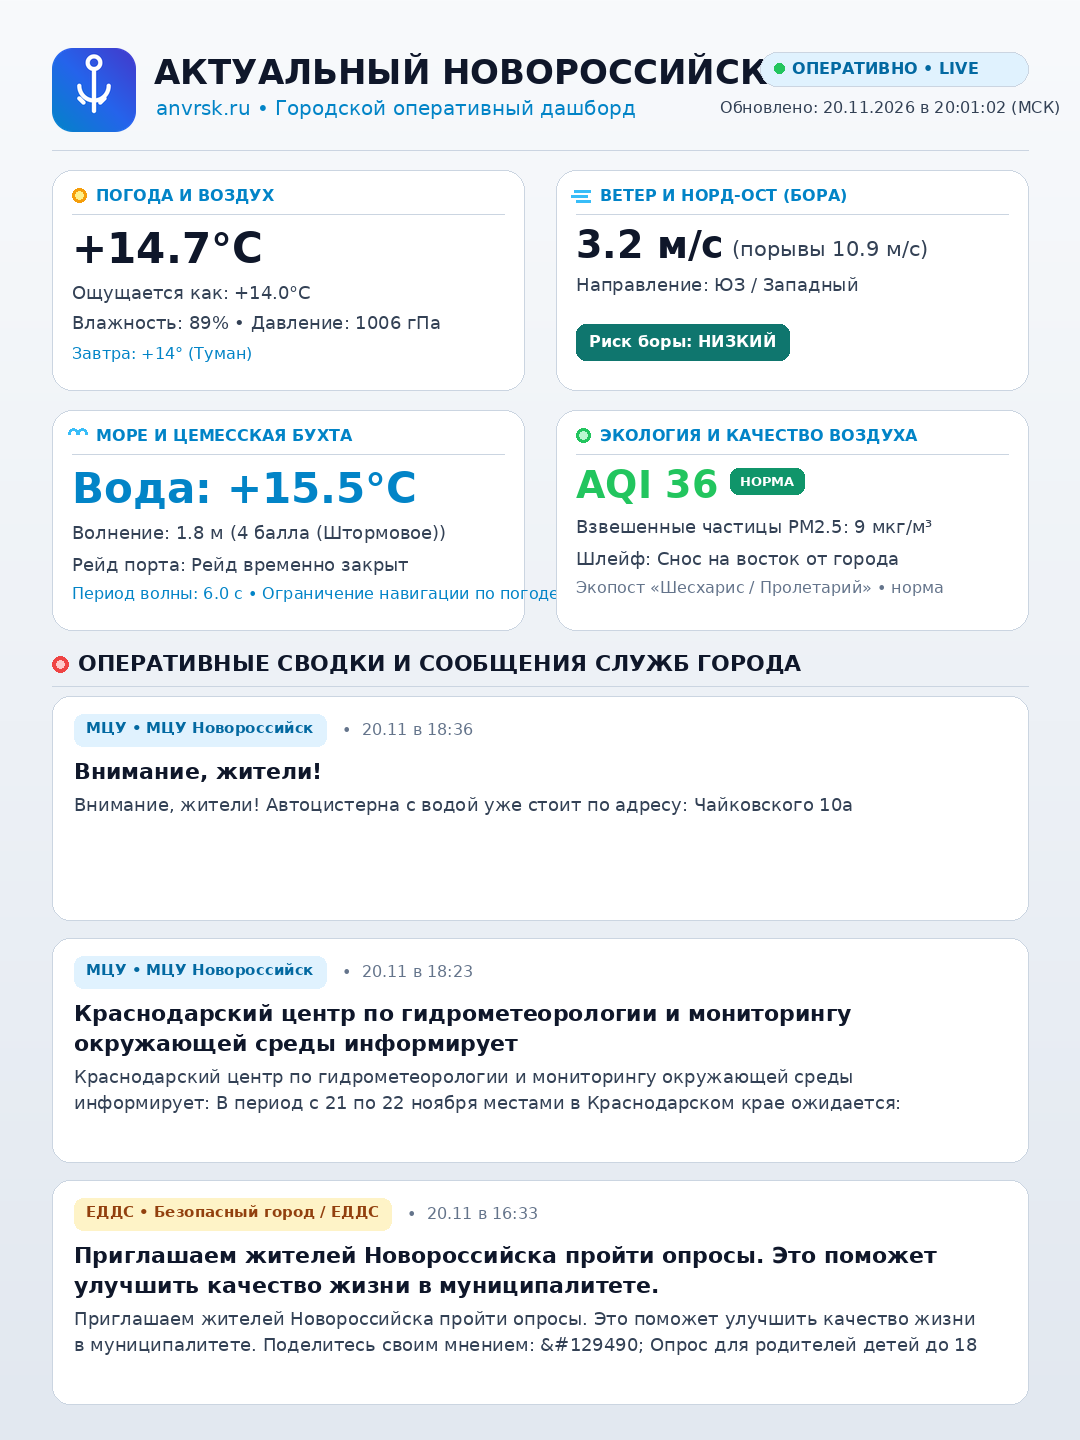 АКТУАЛЬНЫЙ НОВОРОССИЙСК
ОПЕРАТИВНО • LIVE
anvrsk.ru • Городской оперативный дашборд
Обновлено: 20.11.2026 в 20:01:02 (МСК)
ПОГОДА И ВОЗДУХ
+14.7°C
Ощущается как: +14.0°C
Влажность: 89% • Давление: 1006 гПа
Завтра: +14° (Туман)
ВЕТЕР И НОРД-ОСТ (БОРА)
3.2 м/с (порывы 10.9 м/с)
Направление: ЮЗ / Западный
Риск боры: НИЗКИЙ
МОРЕ И ЦЕМЕССКАЯ БУХТА
Вода: +15.5°C
Волнение: 1.8 м (4 балла (Штормовое))
Рейд порта: Рейд временно закрыт
Период волны: 6.0 с • Ограничение навигации по погоде
ЭКОЛОГИЯ И КАЧЕСТВО ВОЗДУХА
AQI 36 НОРМА
Взвешенные частицы PM2.5: 9 мкг/м³
Шлейф: Снос на восток от города
Экопост «Шесхарис / Пролетарий» • норма
ОПЕРАТИВНЫЕ СВОДКИ И СООБЩЕНИЯ СЛУЖБ ГОРОДА
МЦУ • МЦУ Новороссийск • 20.11 в 18:36
Внимание, жители!
Внимание, жители! Автоцистерна с водой уже стоит по адресу: Чайковского 10а
МЦУ • МЦУ Новороссийск • 20.11 в 18:23
Краснодарский центр по гидрометеорологии и мониторингу
окружающей среды информирует
Краснодарский центр по гидрометеорологии и мониторингу окружающей среды
информирует: В период с 21 по 22 ноября местами в Краснодарском крае ожидается:
ЕДДС • Безопасный город / ЕДДС • 20.11 в 16:33
Приглашаем жителей Новороссийска пройти опросы. Это поможет
улучшить качество жизни в муниципалитете.
Приглашаем жителей Новороссийска пройти опросы. Это поможет улучшить качество жизни
в муниципалитете. Поделитесь своим мнением: &#129490; Опрос для родителей детей до 18